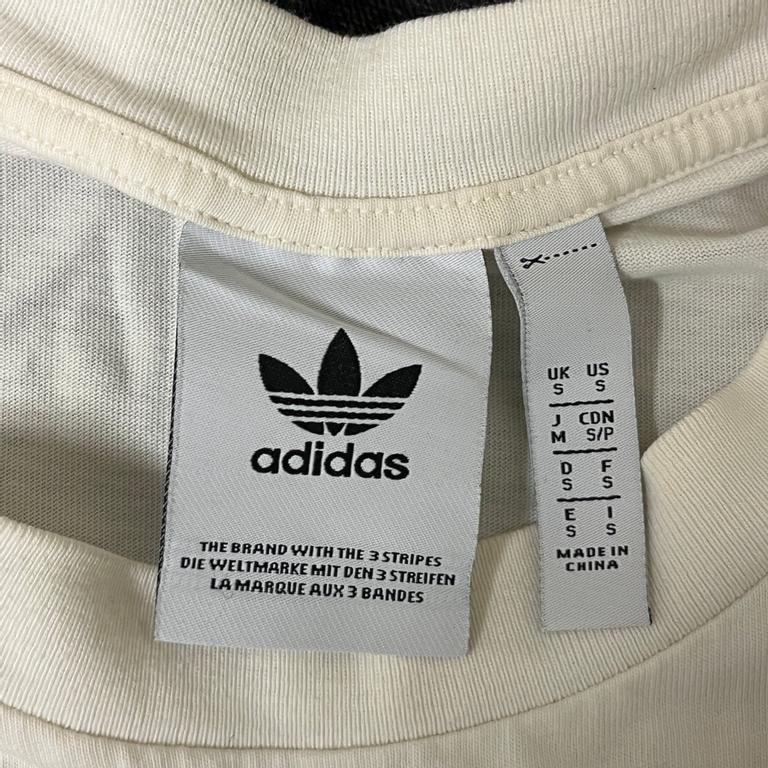 adidas
THE BRAND WITH THE 3 STRIPES
DIE WELTMARKE MIT DEN 3 STREIFEN
LA MARQUE AUX 3 BANDES
UK US
S S
J CDN
M S/P
D F
S S
E I
S S
MADE IN
CHINA